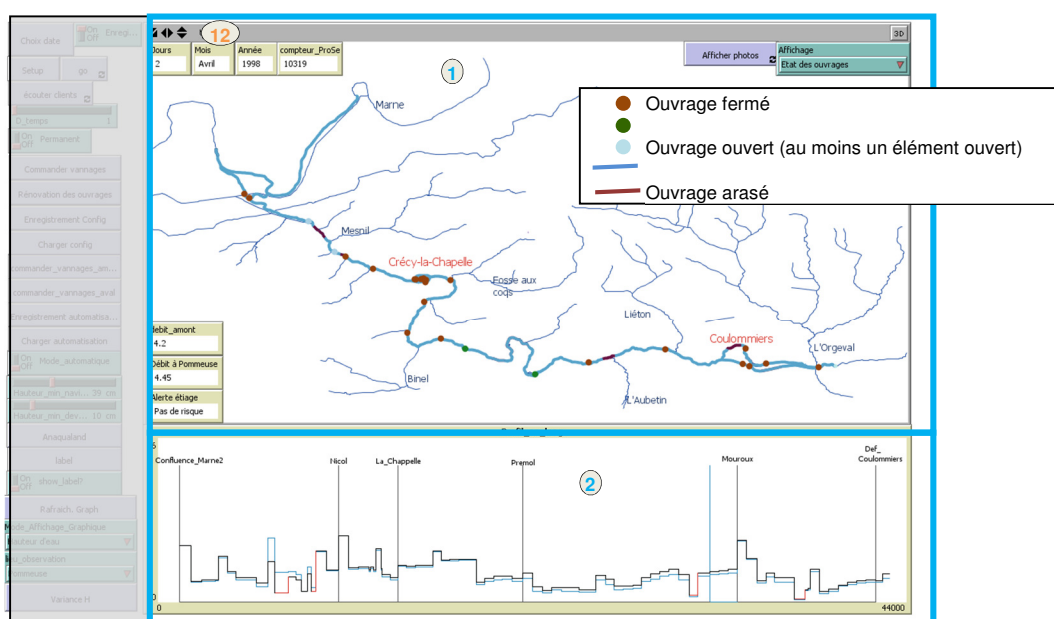 Choix date
On
Off
Enregi...
Setup
go
écouter clients
D_temps 1
On
Off
Permanent
Commander vannages
Rénovation des ouvrages
Enregistrement Config
Charger config
commander_vannages_am...
commander_vannages_aval
Enregistrement automatisa...
Charger automatisation
On
Off
Mode_automatique
Hauteur_min_navi... 39 cm
Hauteur_min_dev... 10 cm
Anaqualand
label
On
Off
show_label?
Rafraich. Graph
Mode_Affichage_Graphique
Hauteur d'eau
Pommeuse
Variance H
12
3D
Jours
2
Mois
Avril
Année
1998
compteur_ProSe
10319
1
Afficher photos
Affichage
Etat des ouvrages
Ouvrage fermé
Ouvrage ouvert (au moins un élément ouvert)
Ouvrage arasé
Marne
Mesnil
Crécy-la-Chapelle
Fosse aux
coqs
Liéton
Coulommiers
L'Orgeval
Binel
L'Aubetin
debit_amont
4.2
Débit à Pommeuse
4.45
Alerte étiage
Pas de risque
Confluence_Marne2
Nicol
La_Chappelle
Premol
Mouroux
Def_
Coulommiers
2
0
0
44000